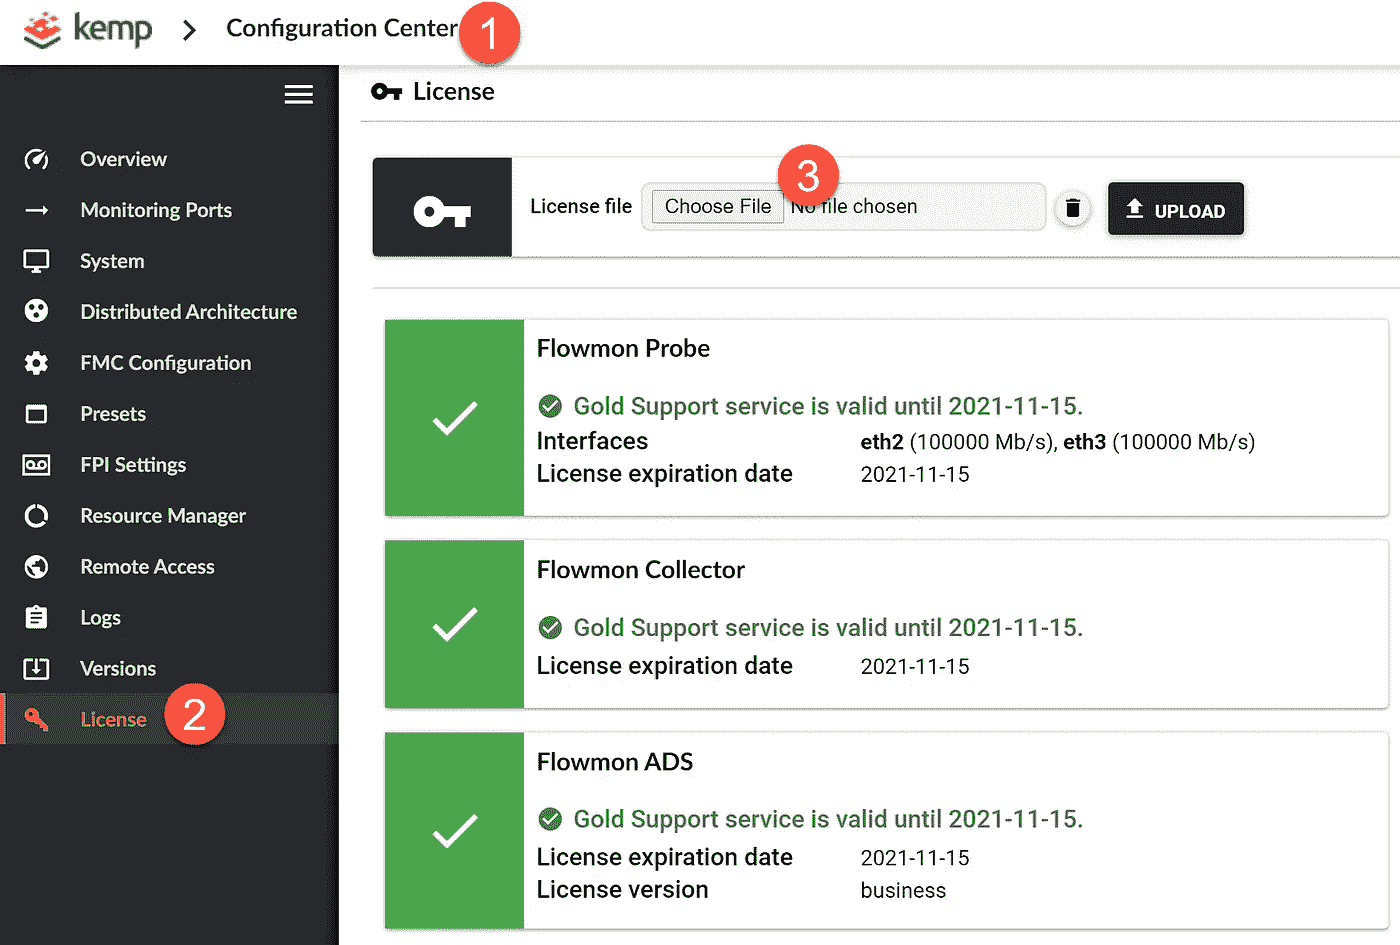 kemp > Configuration Center 1
License
Overview
Monitoring Ports
System
Distributed Architecture
FMC Configuration
Presets
FPI Settings
Resource Manager
Remote Access
Logs
Versions
License 2
3
License file Choose File No file chosen UPLOAD
Flowmon Probe
Gold Support service is valid until 2021-11-15.
Interfaces eth2 (100000 Mb/s), eth3 (100000 Mb/s)
License expiration date 2021-11-15
Flowmon Collector
Gold Support service is valid until 2021-11-15.
License expiration date 2021-11-15
Flowmon ADS
Gold Support service is valid until 2021-11-15.
License expiration date 2021-11-15
License version business